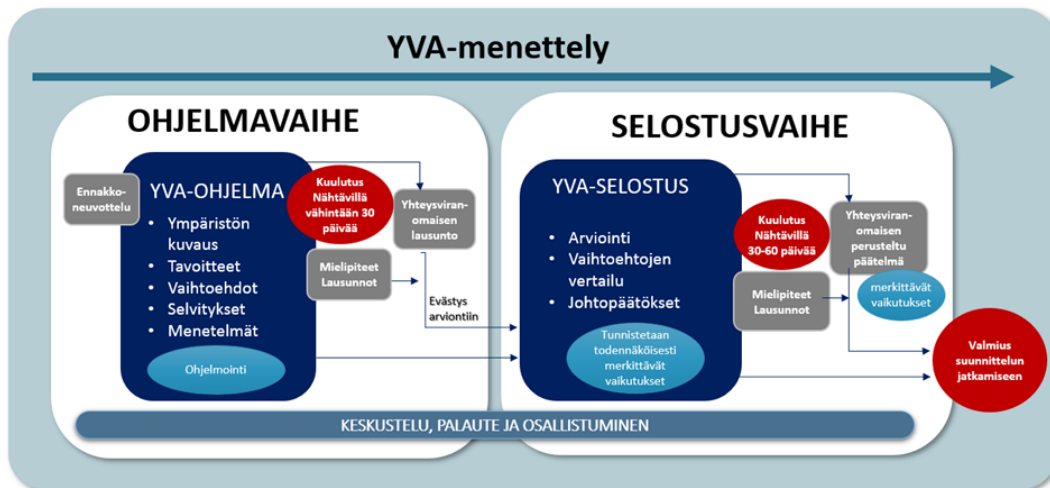 YVA-menettely
OHJELMAVAIHE
Ennakko-
neuvottelu
YVA-OHJELMA
• Ympäristön
kuvaus
• Tavoitteet
• Vaihtoehdot
• Selvitykset
• Menetelmät
Ohjelmointi
Kuulutus
Nähtävillä
vähintään 30
päivää
Yhteysviran-
omaisen
lausunto
Mielipiteet
Lausunnot
Evästys
arviontiin
SELOSTUSVAIHE
YVA-SELOSTUS
• Arviointi
• Vaihtoehtojen
vertailu
• Johtopäätökset
Tunnistetaan
todennäköisesti
merkittävät
vaikutukset
Kuulutus
Nähtävillä
30-60 päivää
Yhteysviran-
omaisen
perusteltu
päätelmä
merkittävät
vaikutukset
Mielipiteet
Lausunnot
Valmius
suunnittelun
jatkamiseen
KESKUSTELU, PALAUTE JA OSALLISTUMINEN